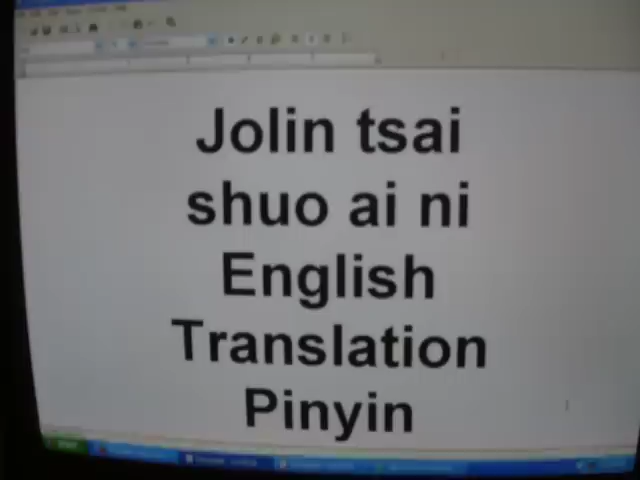 Jolin tsai
shuo ai ni
English
Translation
Pinyin